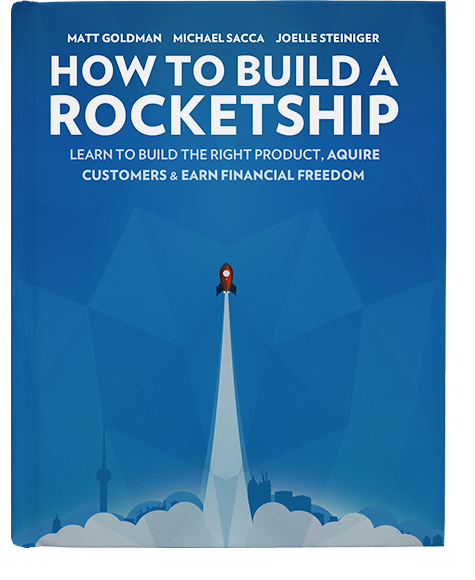 MATT GOLDMAN MICHAEL SACCA JOELLE STEINIGER
HOW TO BUILD A
ROCKETSHIP
LEARN TO BUILD THE RIGHT PRODUCT, AQUIRE
CUSTOMERS & EARN FINANCIAL FREEDOM